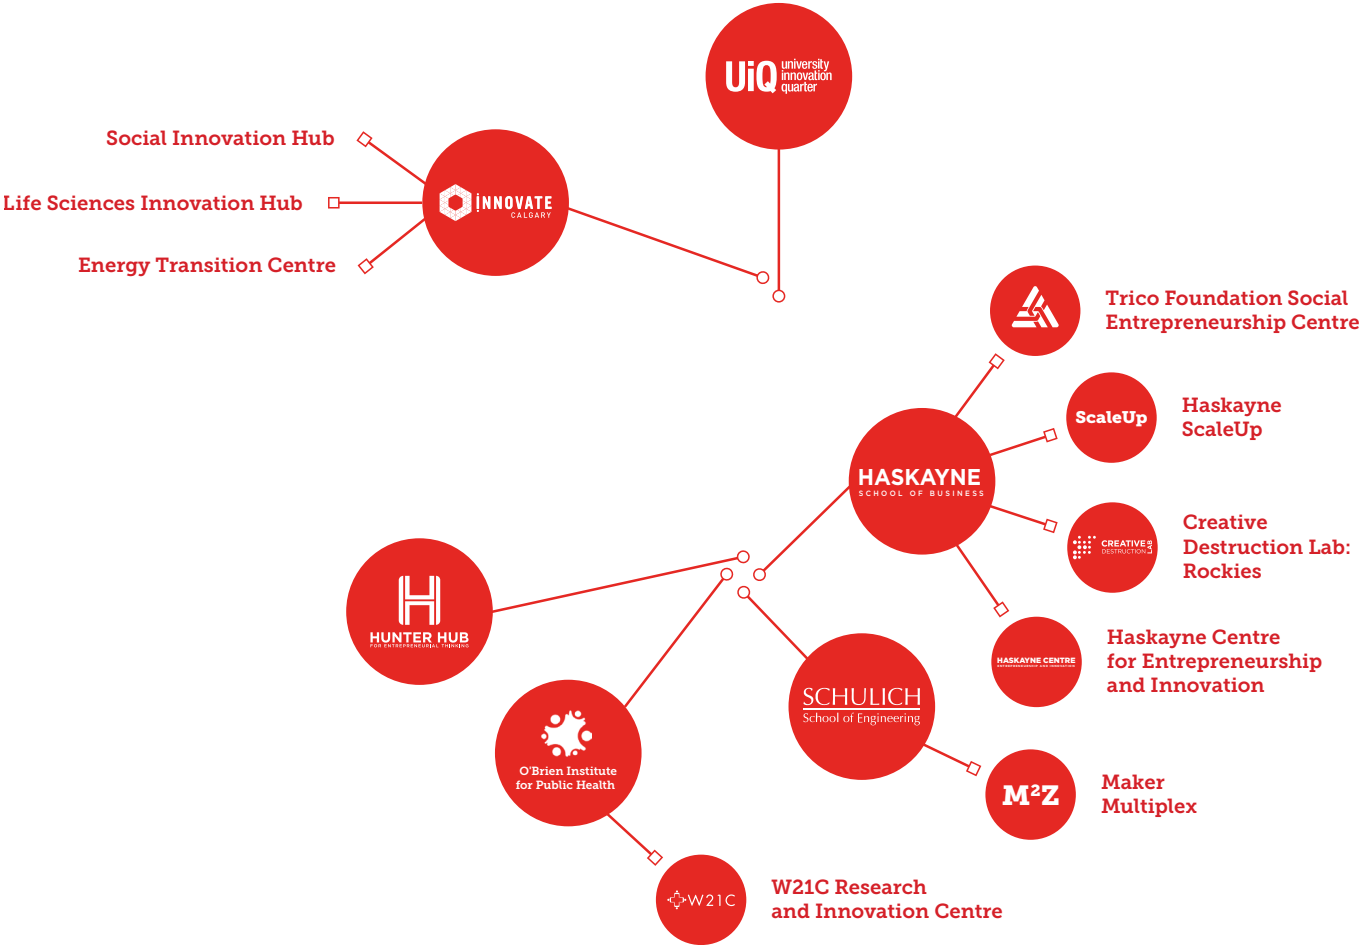 UiQ university
innovation
quarter
Social Innovation Hub
Life Sciences Innovation Hub
Energy Transition Centre
iNNOVATE
CALGARY
Trico Foundation Social
Entrepreneurship Centre
ScaleUp
Haskayne
ScaleUp
HASKAYNE
SCHOOL OF BUSINESS
CREATIVE
DESTRUCTION LAB
Creative
Destruction Lab:
Rockies
H
HUNTER HUB
FOR ENTREPRENEURIAL THINKING
HASKAYNE CENTRE
ENTREPRENEURSHIP AND INNOVATION
Haskayne Centre
for Entrepreneurship
and Innovation
SCHULICH
School of Engineering
O'Brien Institute
for Public Health
M²Z
Maker
Multiplex
W21C
W21C Research
and Innovation Centre